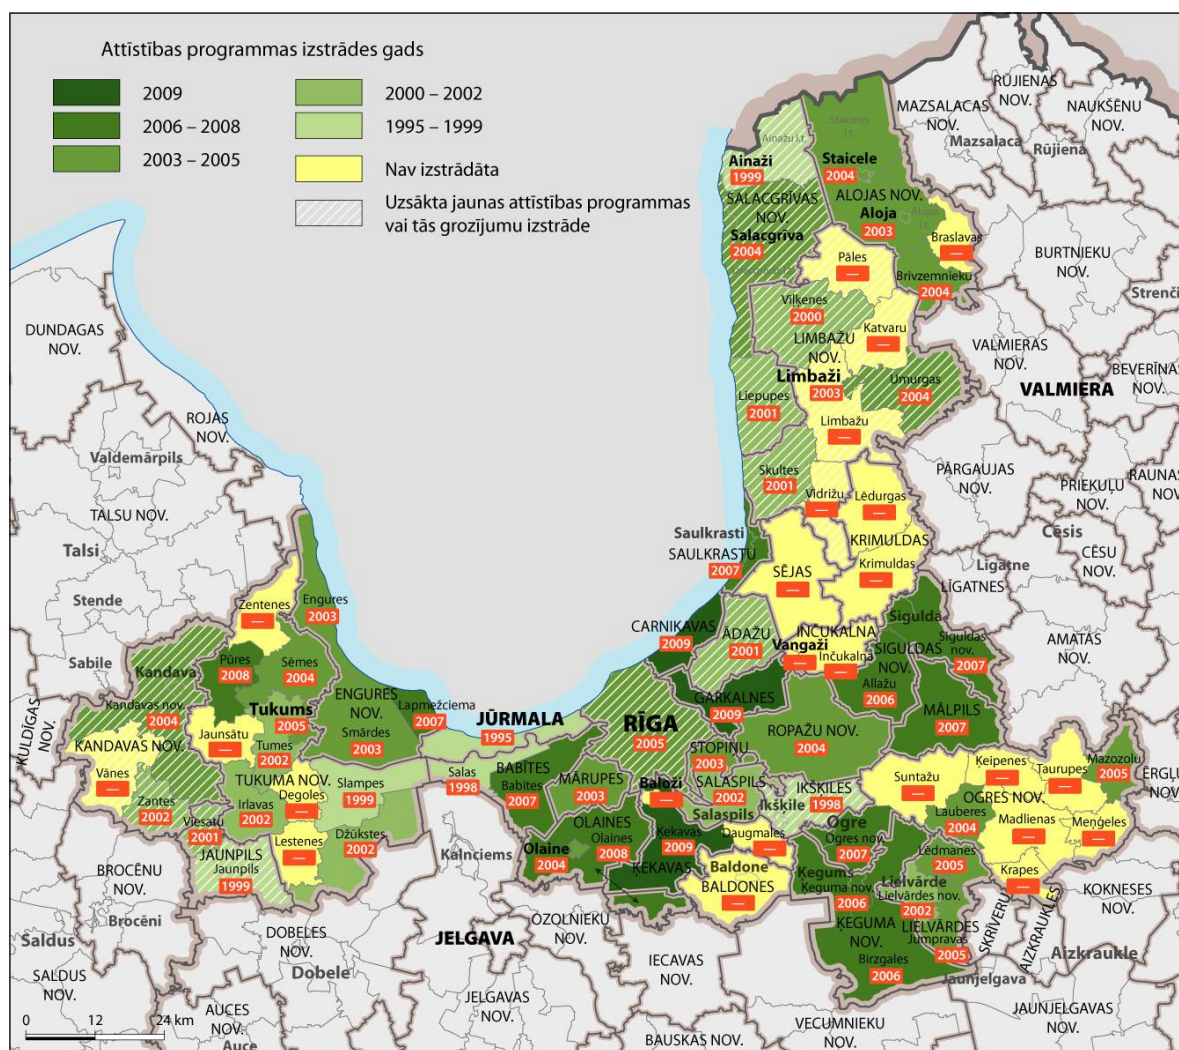 Attīstības programmas izstrādes gads
2009
2006 – 2008
2003 – 2005
2000 – 2002
1995 – 1999
Nav izstrādāta
Uzsākta jaunas attīstības programmas
vai tās grozījumu izstrāde
MAZSALACAS
NOV.
Mazsalaca
RŪJIENAS
NOV.
Rūjiena
NAUKŠĒNU
NOV.
Ainažu l.t.
Ainaži
1999
Staiceles
l.t.
Staicele
2004
SALACGRĪVAS
NOV.
Salacgrīva
2004
ALOJAS NOV.
Aloja
2003
Alojas
l.t.
Braslavas
—
Brīvzemnieku
2004
BURTNIEKU
NOV.
Strenči
Pāles
—
Viļķenes
2000
Katvaru
—
LIMBAŽU
NOV.
Limbaži
2003
Umurgas
2004
Liepupes
2001
Limbažu
—
Skultes
2001
Vidrižu
—
VALMIERAS
NOV.
VALMIERA
BEVERĪNAS
NOV.
PĀRGAUJAS
NOV.
PRIEKUĻU
NOV.
RAUNAS
NOV.
Cēsis
CĒSU
NOV.
Līgatne
LĪGATNES
AMATAS
NOV.
Lēdurgas
—
KRIMULDAS
Krimuldas
—
Saulkrasti
SAULKRASTU
2007
SĒJAS
—
DUNDAGAS
NOV.
ROJAS
NOV.
Valdemārpils
TALSU NOV.
Talsi
Stende
Sabile
KULDĪGAS
NOV.
Zentenes
—
Engures
2003
Kandava
Kandavas nov.
2004
KANDAVAS NOV.
Vānes
—
Zantes
2002
Pūres
2008
Sēmes
2004
Tukums
2005
Jaunsātu
—
Tumes
2002
TUKUMA NOV.
Degoles
—
Irlavas
2002
Viesatu
2001
Lestenes
—
Slampes
1999
Džūkstes
2002
JAUNPILS
Jaunpils
1999
ENGURES
NOV.
Smārdes
2003
Lapmežciema
2007
JŪRMALA
1995
Salas
1998
BABĪTES
Babītes
2007
MĀRUPES
2003
OLAINES
Olaines
2008
Olaine
2004
RĪGA
2005
CARNIKAVAS
2009
ĀDAŽU
2001
GARKALNES
2009
Vangaži
—
INČUKALNA
Inčukalna
—
Sigulda
Siguldas
nov.
2007
SIGULDAS
NOV.
Allažu
2006
MĀLPILS
2007
ROPAŽU NOV.
2004
STOPIŅU
2003
SALASPILS
2002
Salaspils
Baloži
—
Ķekavas
2009
ĶEKAVAS
Daugmales
—
Baldone
BALDONES
—
IKŠĶILES
1998
Ikšķile
Ogre
Ogres nov.
2007
Suntažu
—
Ķeipenes
—
Taurupes
—
Mazozolu
2005
OGRES NOV.
Lauberes
2004
Madlienas
—
Meņģeles
—
Krapes
—
Ķegums
Ķeguma nov.
2006
ĶEGUMA
NOV.
Birzgales
2006
Lēdmanes
2005
Lielvārde
Lielvārdes nov.
2002
LIELVĀRDES
Jumpravas
2005
ĒRGĻU
NOV.
KOKNESES
NOV.
SKRĪVERU
AIZKRAUKLES
Aizkraukle
Jaunjelgava
JAUNJELGAVAS
NOV.
BROCĒNU
NOV.
Brocēni
Saldus
SALDUS
NOV.
DOBELES
NOV.
Dobele
AUCES
NOV.
Auce
Kalnciems
JELGAVA
JELGAVAS
NOV.
OZOLNIEKU
NOV.
IECAVAS
NOV.
BAUSKAS NOV.
VECUMNIEKU
NOV.
0 12 24 km